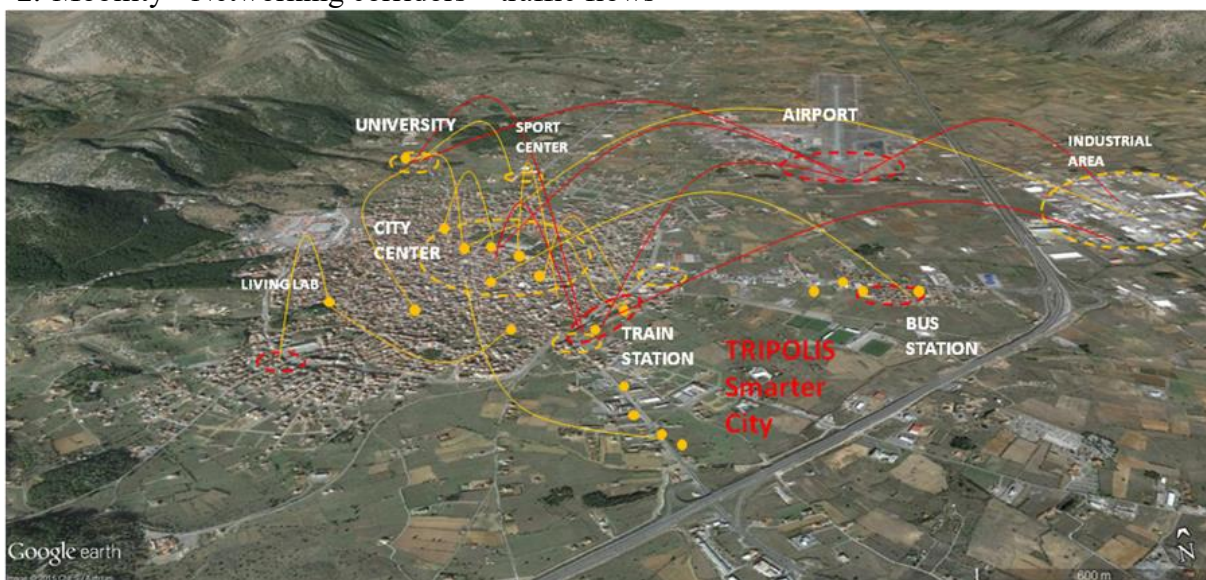 2. Mobility - Networking corridors – traffic flows
UNIVERSITY
SPORT
CENTER
AIRPORT
INDUSTRIAL
AREA
CITY
CENTER
LIVING LAB
TRAIN
STATION
BUS
STATION
TRIPOLIS
Smarter
City
Google earth
600 m